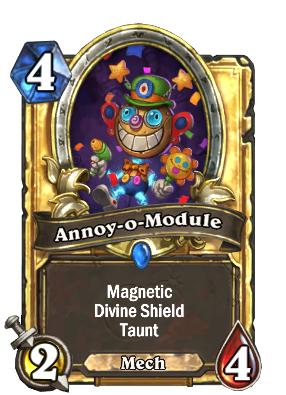 4
Annoy-o-Module
Magnetic
Divine Shield
Taunt
2
Mech
4